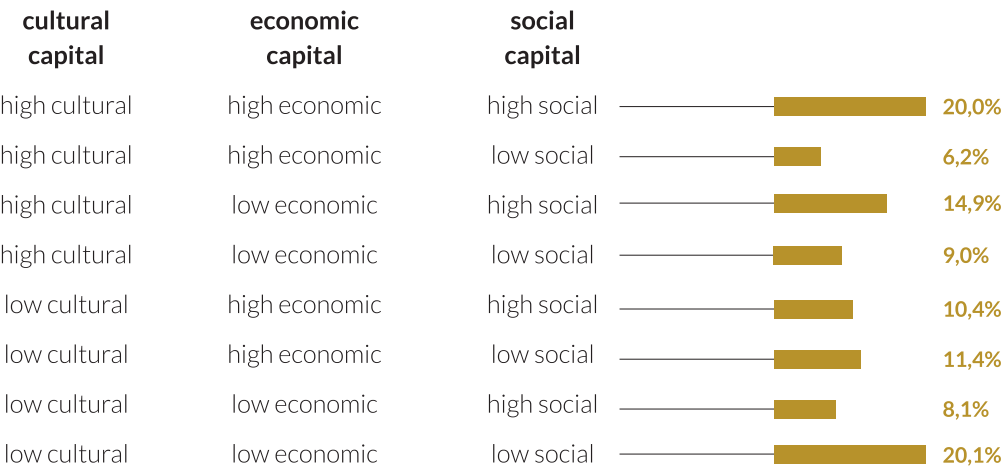 cultural capital
economic capital
social capital
high cultural high economic high social 20,0%
high cultural high economic low social 6,2%
high cultural low economic high social 14,9%
high cultural low economic low social 9,0%
low cultural high economic high social 10,4%
low cultural high economic low social 11,4%
low cultural low economic high social 8,1%
low cultural low economic low social 20,1%